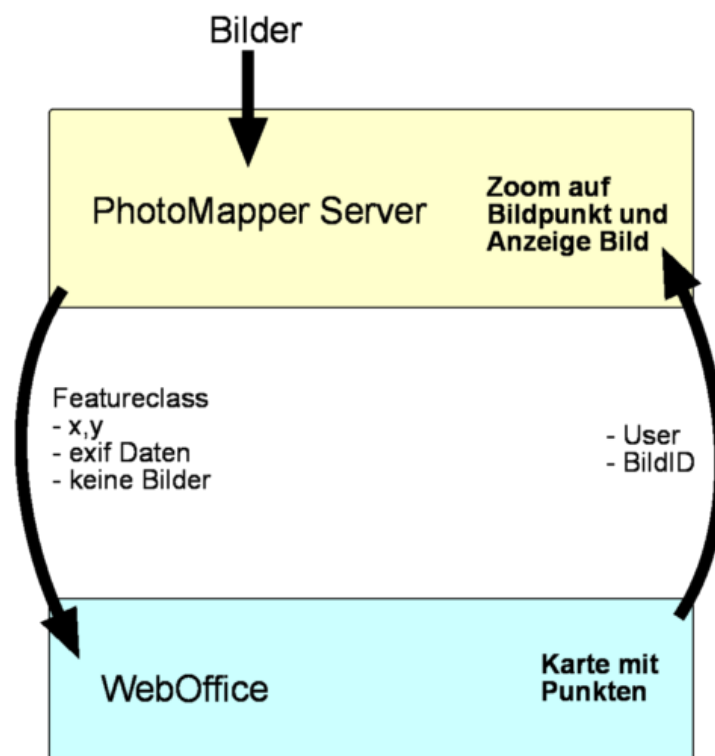 Bilder
PhotoMapper Server
Zoom auf
Bildpunkt und
Anzeige Bild
Featureclass
- x,y
- exif Daten
- keine Bilder
- User
- BildID
WebOffice
Karte mit
Punkten